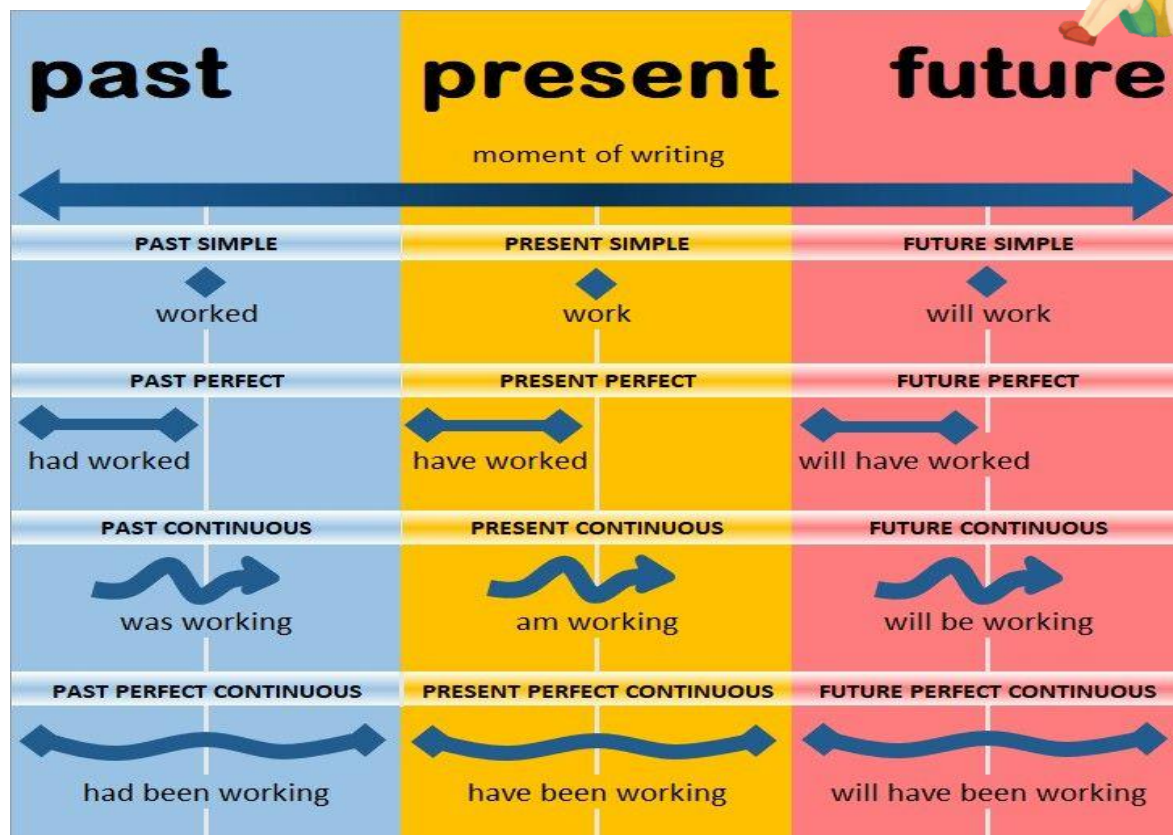 past present future
moment of writing
PAST SIMPLE PRESENT SIMPLE FUTURE SIMPLE
worked work will work
PAST PERFECT PRESENT PERFECT FUTURE PERFECT
had worked have worked will have worked
PAST CONTINUOUS PRESENT CONTINUOUS FUTURE CONTINUOUS
was working am working will be working
PAST PERFECT CONTINUOUS PRESENT PERFECT CONTINUOUS FUTURE PERFECT CONTINUOUS
had been working have been working will have been working